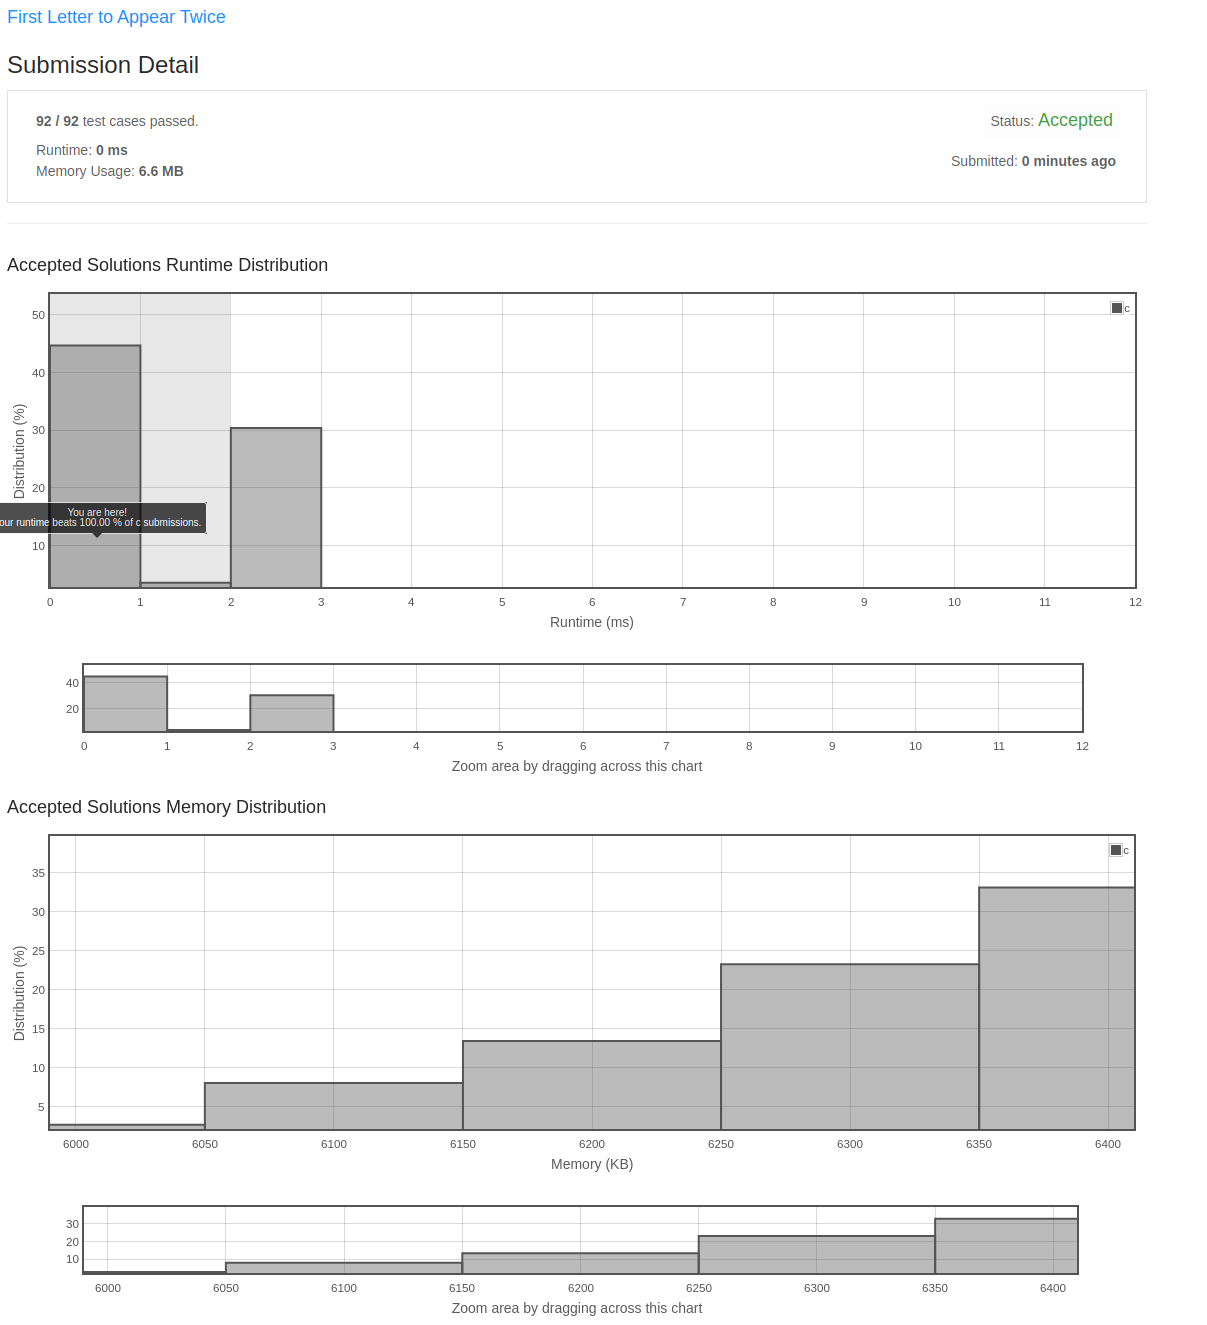 First Letter to Appear Twice
Submission Detail
92 / 92 test cases passed.
Status: Accepted
Runtime: 0 ms
Memory Usage: 6.6 MB
Submitted: 0 minutes ago
Accepted Solutions Runtime Distribution
c
50
40
30
20
10
Distribution (%)
You are here!
our runtime beats 100.00 % of c submissions.
0 1 2 3 4 5 6 7 8 9 10 11 12
Runtime (ms)
40
20
0 1 2 3 4 5 6 7 8 9 10 11 12
Zoom area by dragging across this chart
Accepted Solutions Memory Distribution
c
35
30
25
20
15
10
5
Distribution (%)
6000 6050 6100 6150 6200 6250 6300 6350 6400
Memory (KB)
30
20
10
6000 6050 6100 6150 6200 6250 6300 6350 6400
Zoom area by dragging across this chart